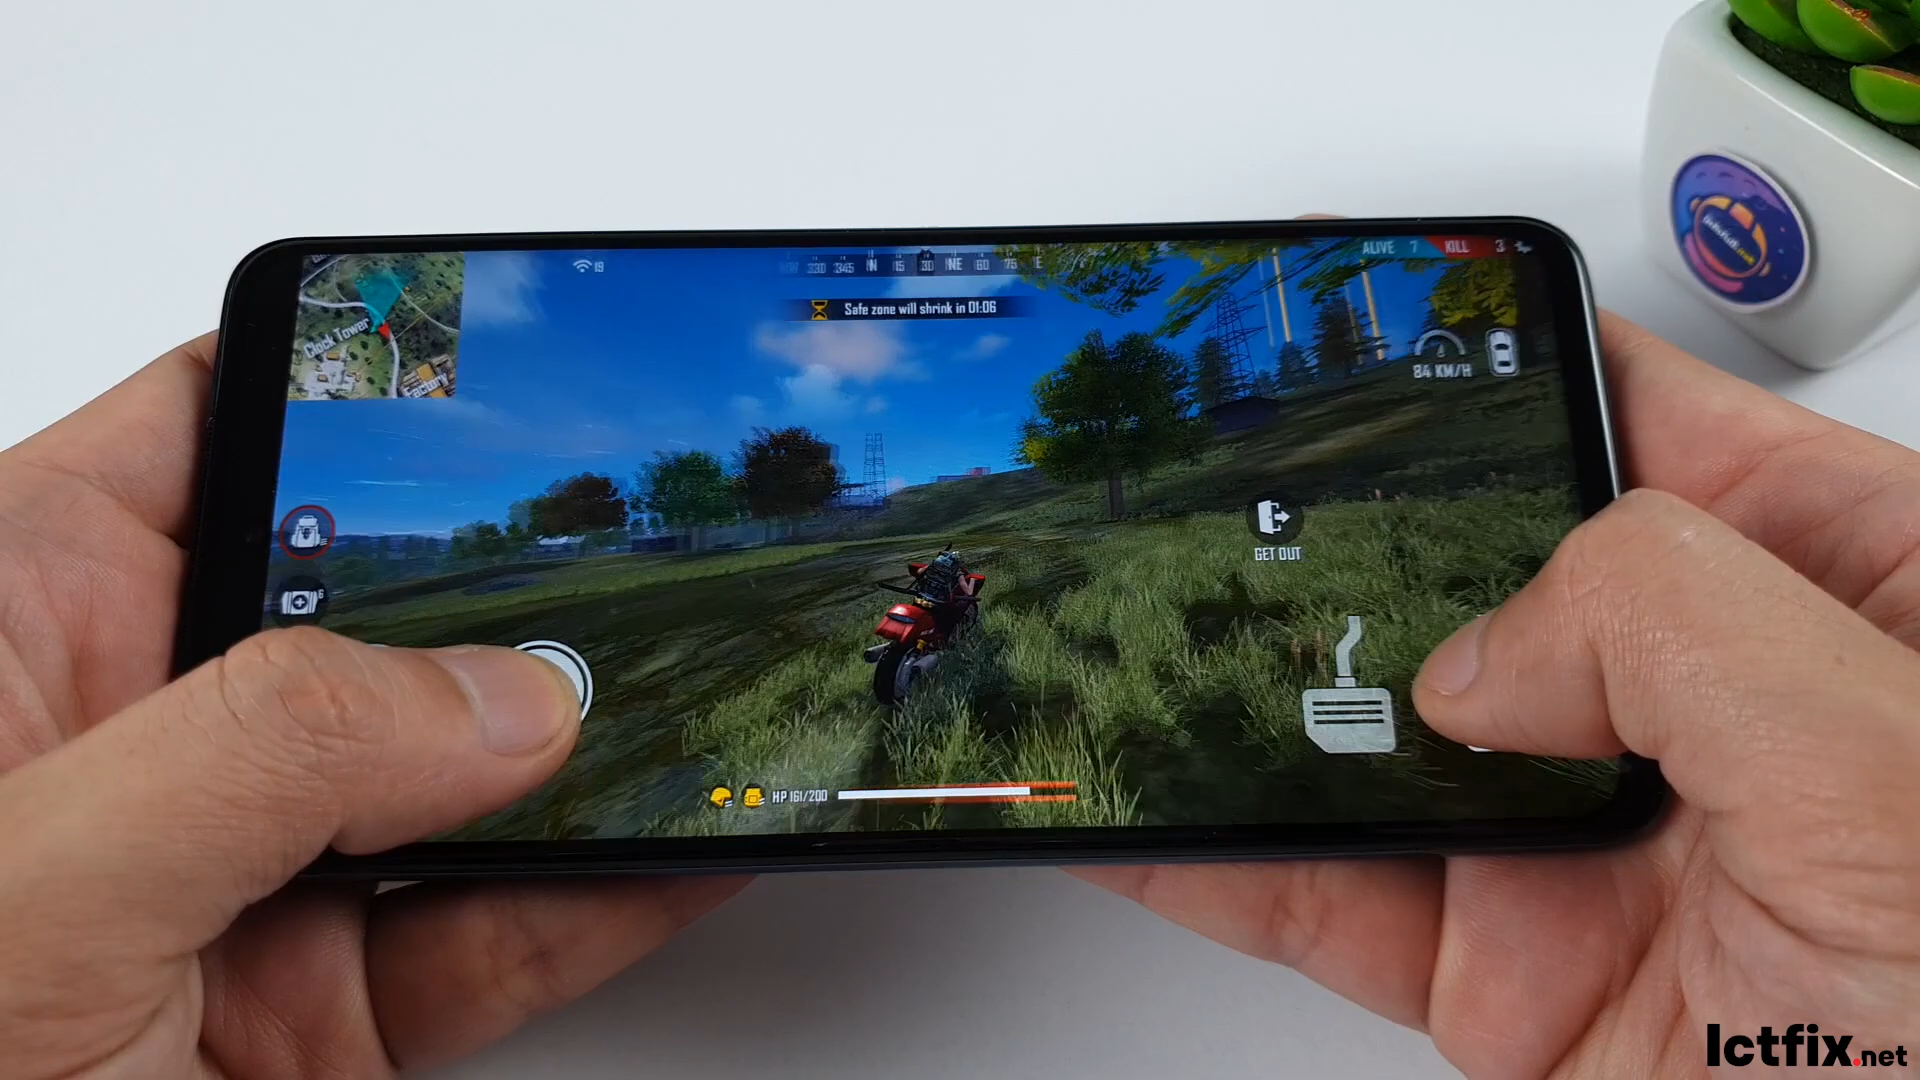 19
330 345 N 15 30 NE 60 75 E
ALIVE 7 KILL 3
Safe zone will shrink in 01:06
Clock Tower
Factory
84 KM/H
GET OUT
6
HP 161/200
Ictfix.net